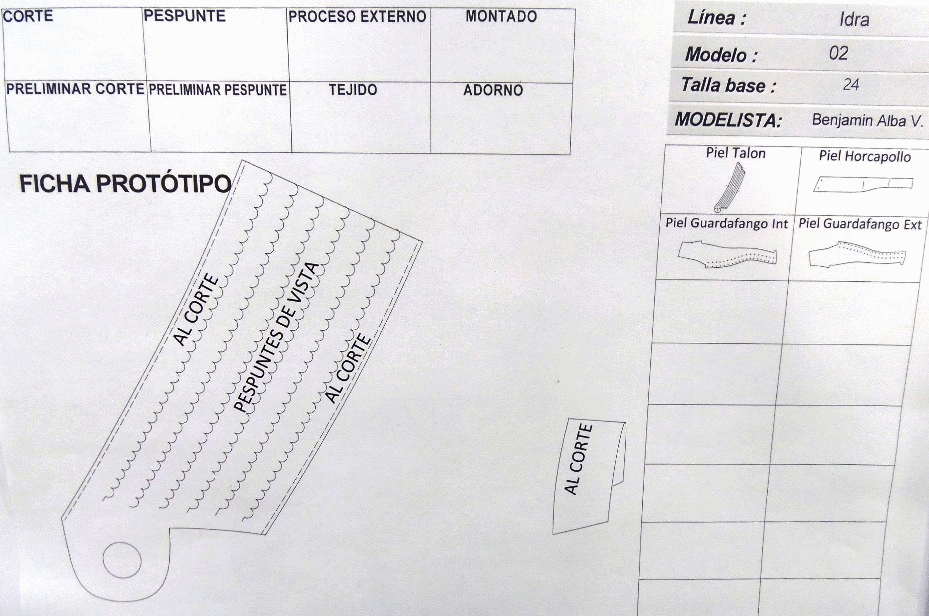 CORTE PESPUNTE PROCESO EXTERNO MONTADO
PRELIMINAR CORTE PRELIMINAR PESPUNTE TEJIDO ADORNO
FICHA PROTÓTIPO
AL CORTE
PESPUNTES DE VISTA
AL CORTE
AL CORTE
Línea : Idra
Modelo : 02
Talla base : 24
MODELISTA: Benjamin Alba V.
Piel Talon Piel Horcapollo
Piel Guardafango Int Piel Guardafango Ext